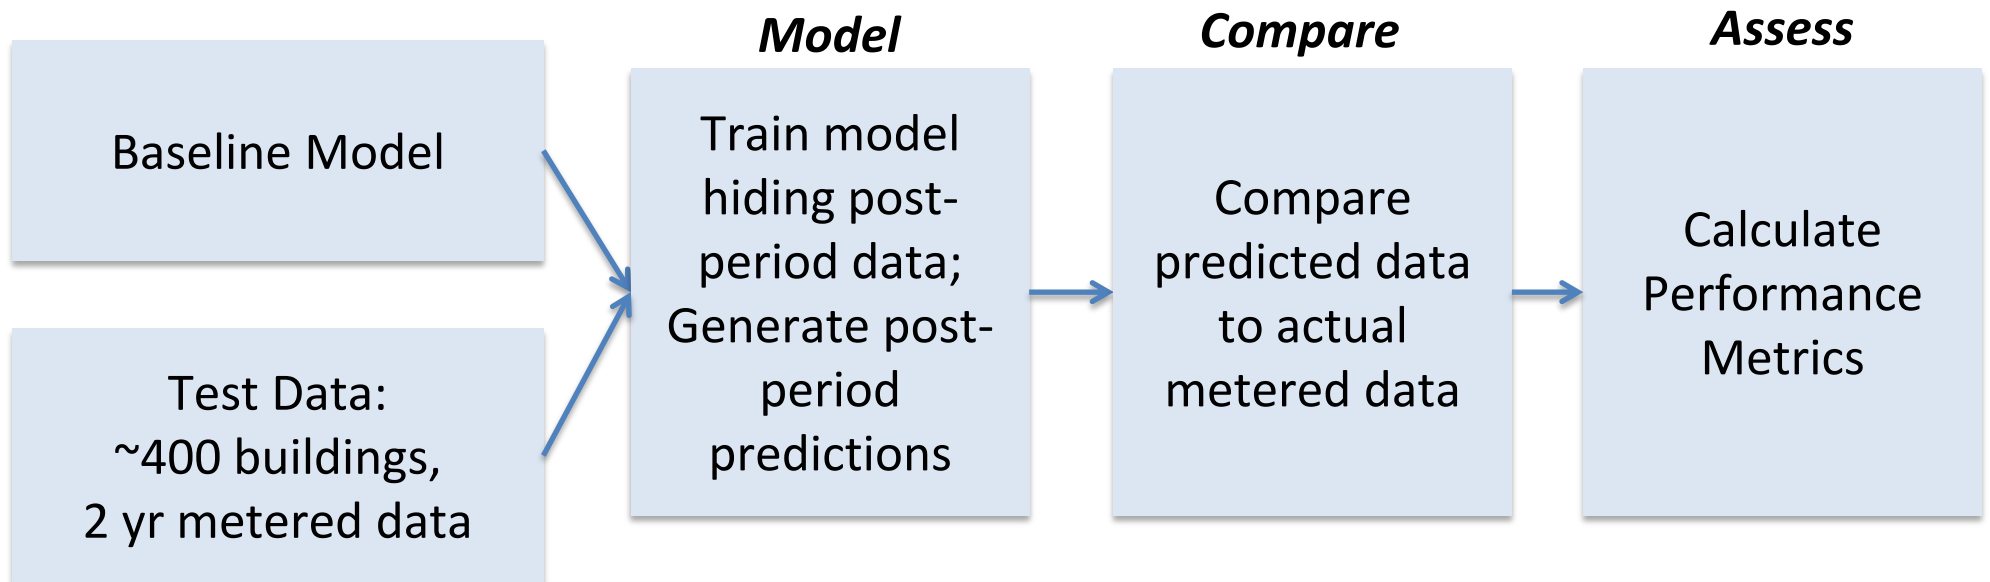 Baseline Model
Test Data:
~400 buildings,
2 yr metered data
Model
Train model
hiding post-
period data;
Generate post-
period
predictions
Compare
Compare
predicted data
to actual
metered data
Assess
Calculate
Performance
Metrics